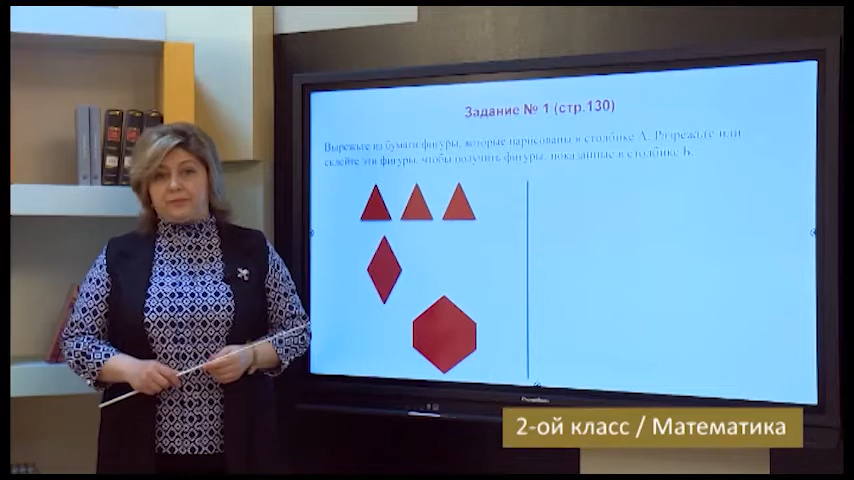 Задание № 1 (стр.130)
Вырежьте из бумаги фигуры, которые нарисованы в столбике А. Разрежьте или
склейте эти фигуры, чтобы получить фигуры, показанные в столбике Б.
2-ой класс / Математика